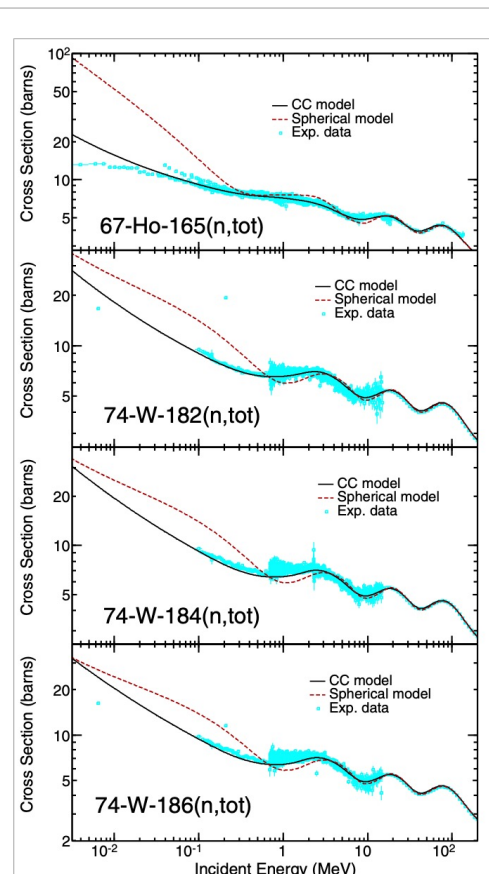 10²
50
20
10
5
Cross Section (barns)
CC model
Spherical model
Exp. data
67-Ho-165(n,tot)
20
10
5
Cross Section (barns)
CC model
Spherical model
Exp. data
74-W-182(n,tot)
20
10
5
Cross Section (barns)
CC model
Spherical model
Exp. data
74-W-184(n,tot)
20
10
5
2
Cross Section (barns)
CC model
Spherical model
Exp. data
74-W-186(n,tot)
10⁻² 10⁻¹ 1 10 10²
Incident Energy (MeV)